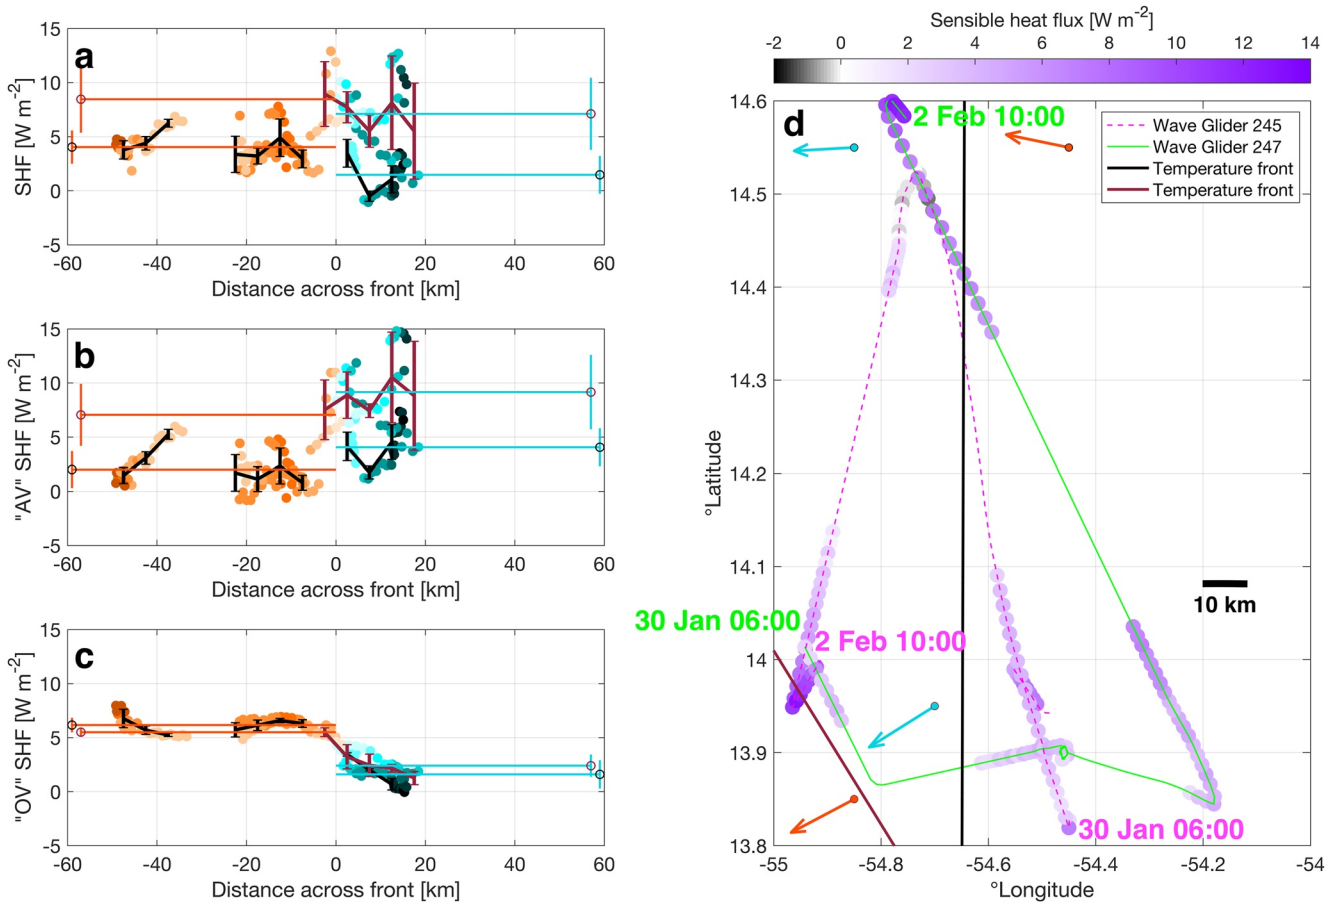 a
15
10
5
0
-5
SHF [W m-2]
-60
-40
-20
0
20
40
60
Distance across front [km]
b
15
10
5
0
-5
"AV" SHF [W m-2]
-60
-40
-20
0
20
40
60
Distance across front [km]
c
15
10
5
0
-5
"OV" SHF [W m-2]
-60
-40
-20
0
20
40
60
Distance across front [km]
Sensible heat flux [W m-2]
-2
0
2
4
6
8
10
12
14
d
2 Feb 10:00
Wave Glider 245
Wave Glider 247
Temperature front
Temperature front
14.6
14.5
14.4
14.3
14.2
14.1
14
13.9
13.8
°Latitude
10 km
30 Jan 06:00
2 Feb 10:00
30 Jan 06:00
-55
-54.8
-54.6
-54.4
-54.2
-54
°Longitude